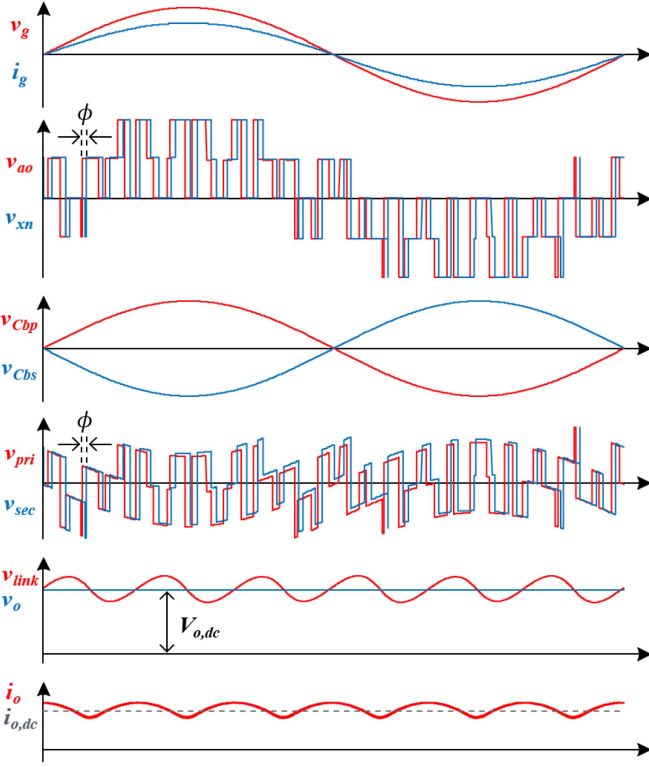 v_g
i_g
ϕ
v_ao
v_xn
v_Cbp
v_Cbs
ϕ
v_pri
v_sec
v_link
v_o
V_o,dc
i_o
i_o,dc